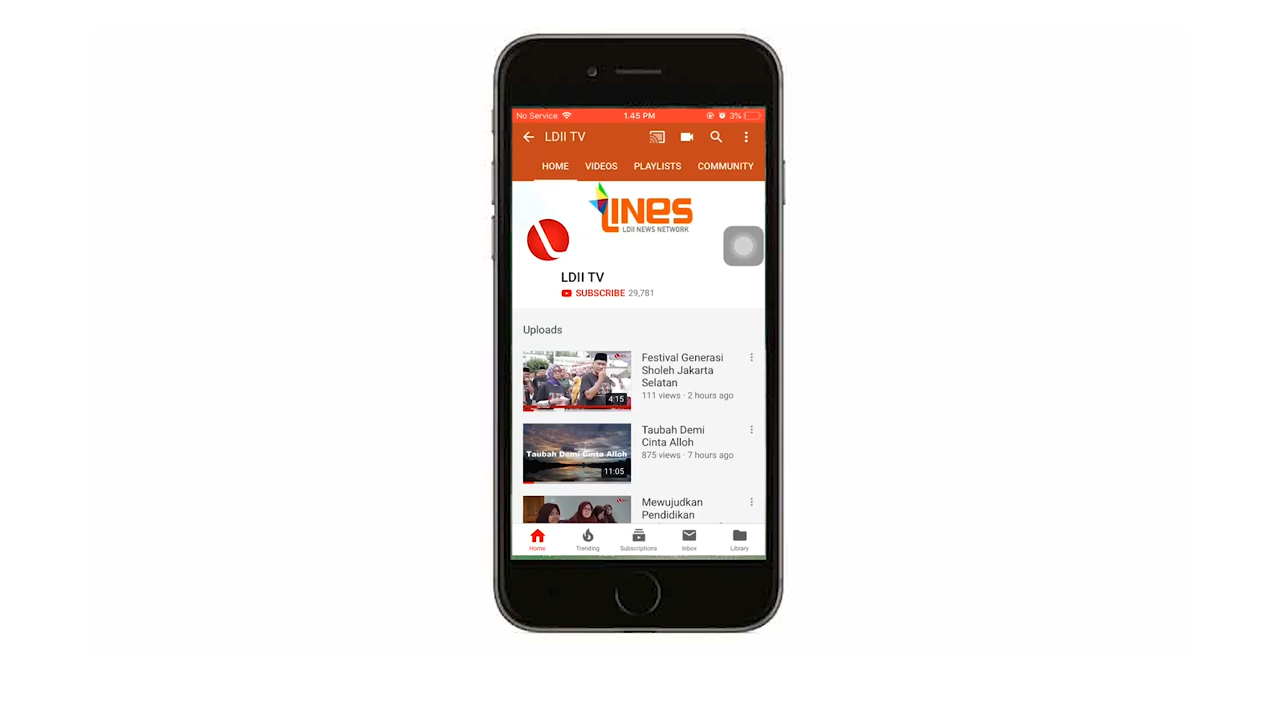 No Service
1.45 PM
3%
LDII TV
HOME
VIDEOS
PLAYLISTS
COMMUNITY
LINES
LDII NEWS NETWORK
LDII TV
SUBSCRIBE 29,781
Uploads
4:15
Festival Generasi
Sholeh Jakarta
Selatan
111 views · 2 hours ago
Taubah Demi Cinta Alloh
11:05
Taubah Demi
Cinta Alloh
875 views · 7 hours ago
Mewujudkan
Pendidikan
Home
Trending
Subscriptions
Inbox
Library